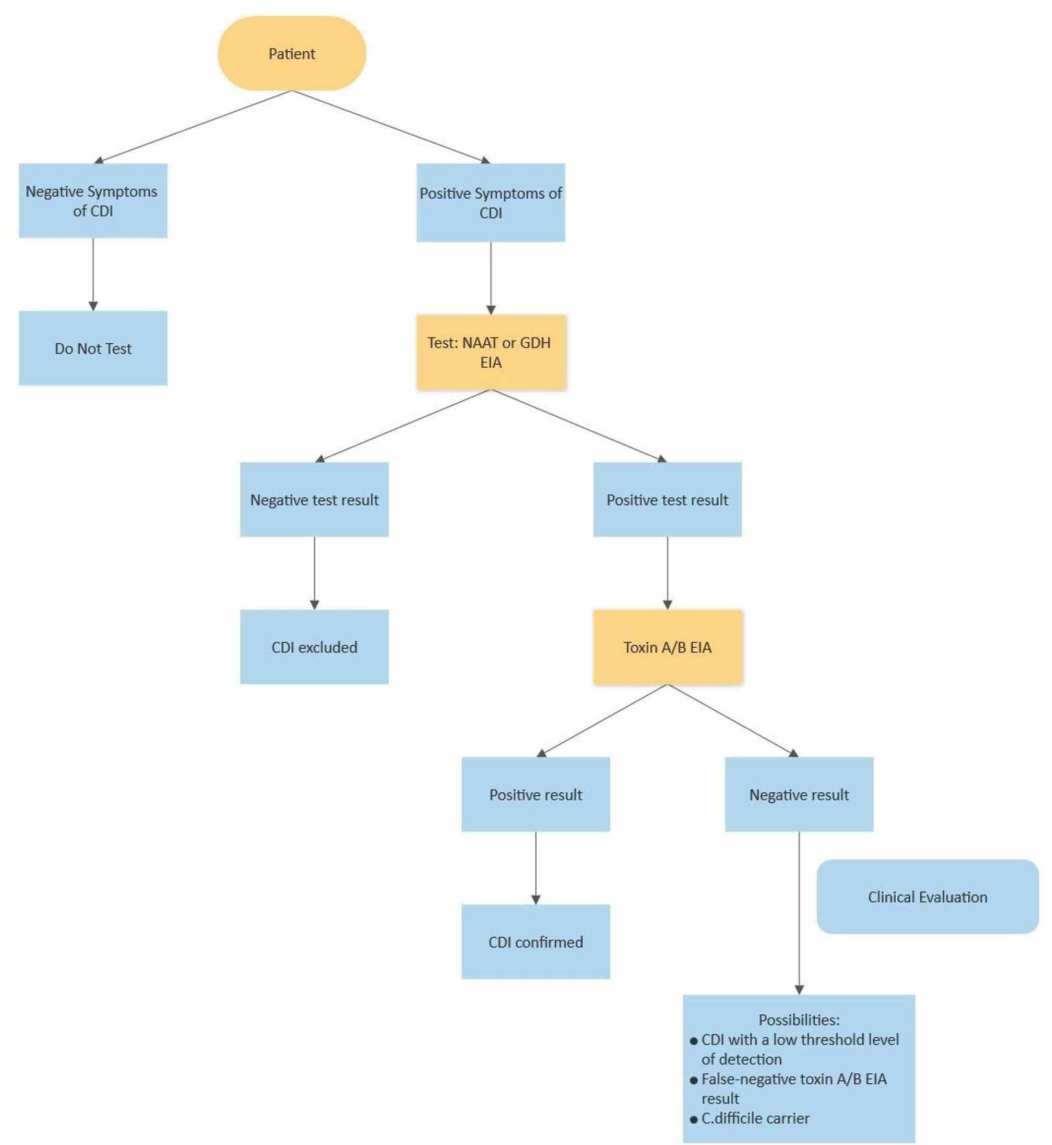 Patient
Negative Symptoms
of CDI
Positive Symptoms of
CDI
Do Not Test
Test: NAAT or GDH
EIA
Negative test result
Positive test result
CDI excluded
Toxin A/B EIA
Positive result
Negative result
Clinical Evaluation
CDI confirmed
Possibilities:
● CDI with a low threshold level
of detection
● False-negative toxin A/B EIA
result
● C.difficile carrier